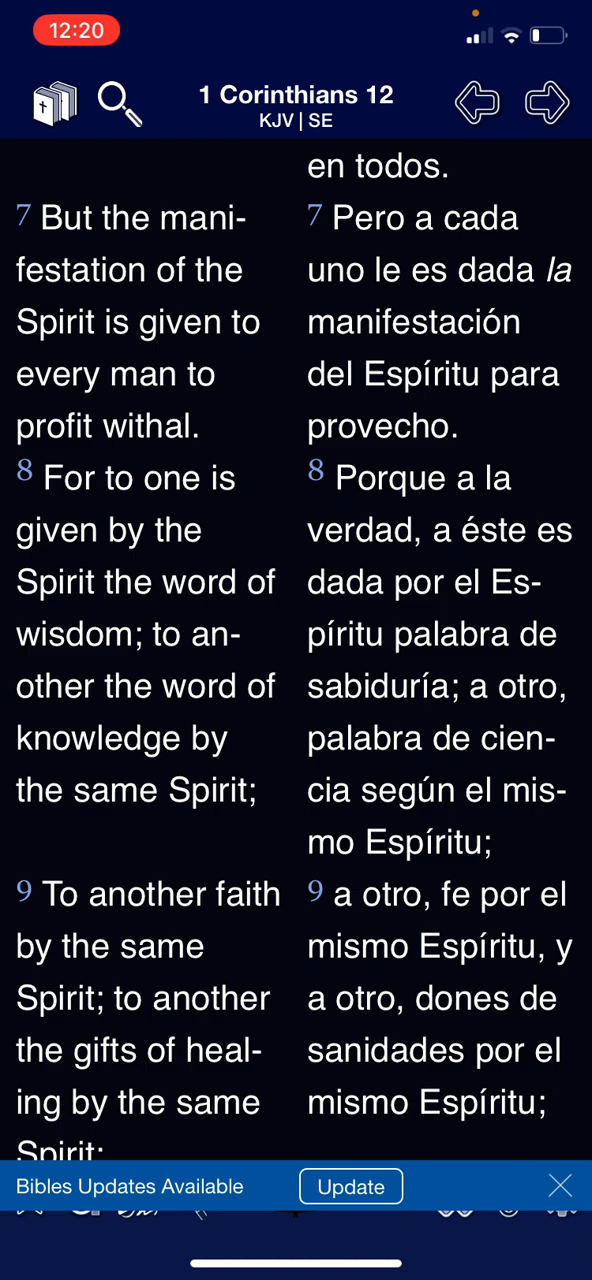 12:20
1 Corinthians 12
KJV | SE
7 But the mani-
festation of the
Spirit is given to
every man to
profit withal.
8 For to one is
given by the
Spirit the word of
wisdom; to an-
other the word of
knowledge by
the same Spirit;
9 To another faith
by the same
Spirit; to another
the gifts of heal-
ing by the same
Spirit;
en todos.
7 Pero a cada
uno le es dada la
manifestación
del Espíritu para
provecho.
8 Porque a la
verdad, a éste es
dada por el Es-
píritu palabra de
sabiduría; a otro,
palabra de cien-
cia según el mis-
mo Espíritu;
9 a otro, fe por el
mismo Espíritu, y
a otro, dones de
sanidades por el
mismo Espíritu;
Bibles Updates Available
Update